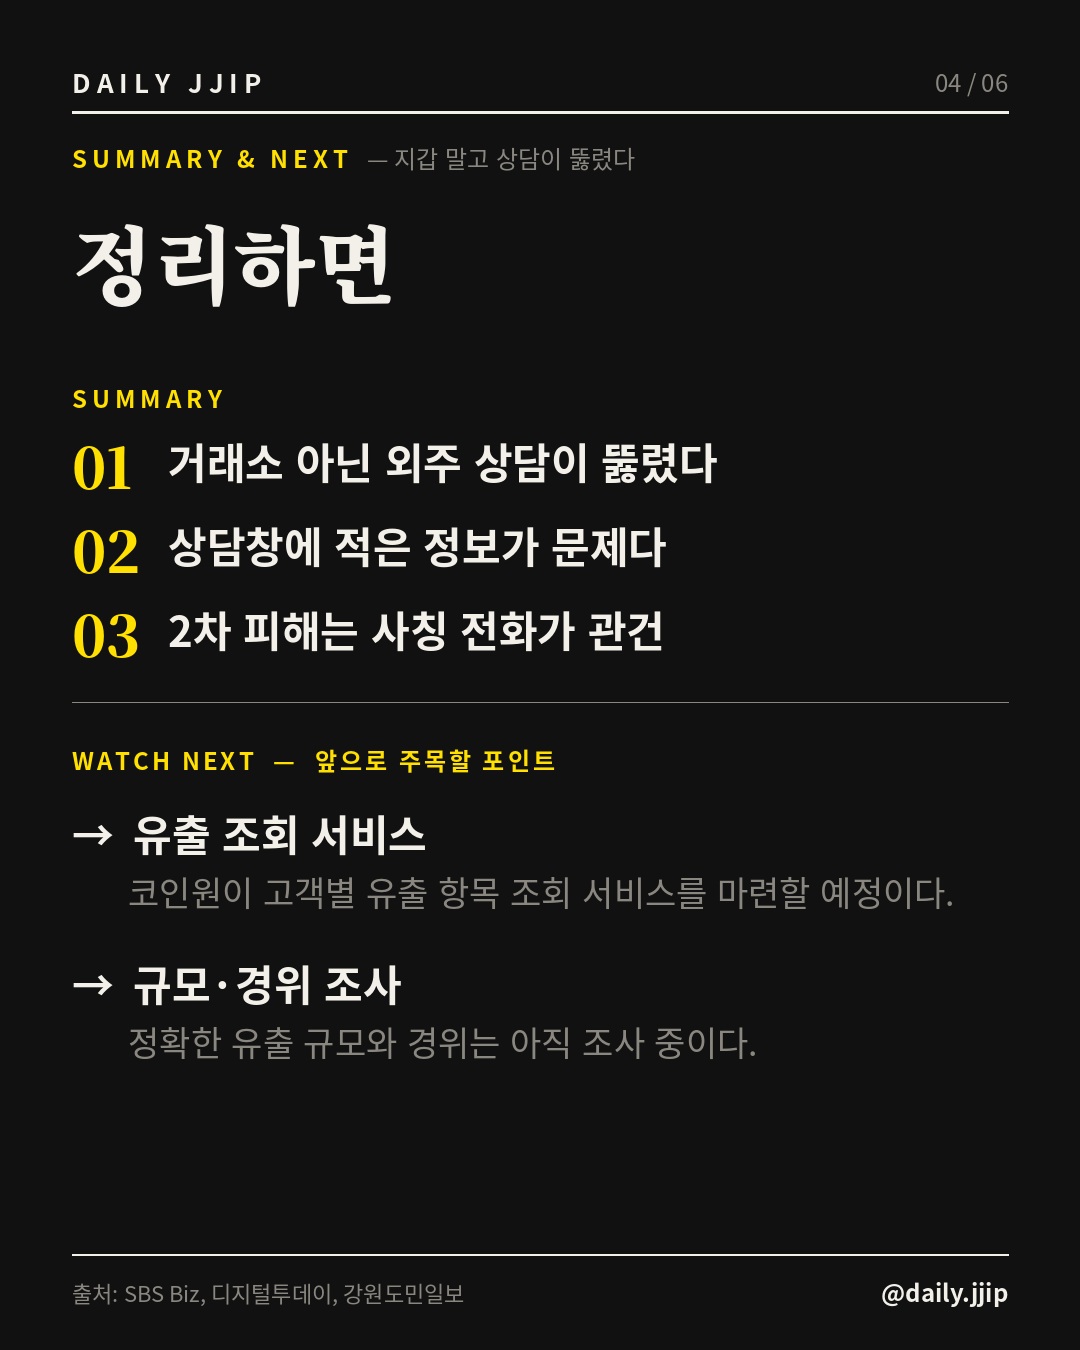 DAILY JJIP 04 / 06
SUMMARY & NEXT — 지갑 말고 상담이 뚫렸다
정리하면
SUMMARY
01 거래소 아닌 외주 상담이 뚫렸다
02 상담창에 적은 정보가 문제다
03 2차 피해는 사칭 전화가 관건
WATCH NEXT — 앞으로 주목할 포인트
→ 유출 조회 서비스
코인원이 고객별 유출 항목 조회 서비스를 마련할 예정이다.
→ 규모·경위 조사
정확한 유출 규모와 경위는 아직 조사 중이다.
출처: SBS Biz, 디지털투데이, 강원도민일보 @daily.jjip